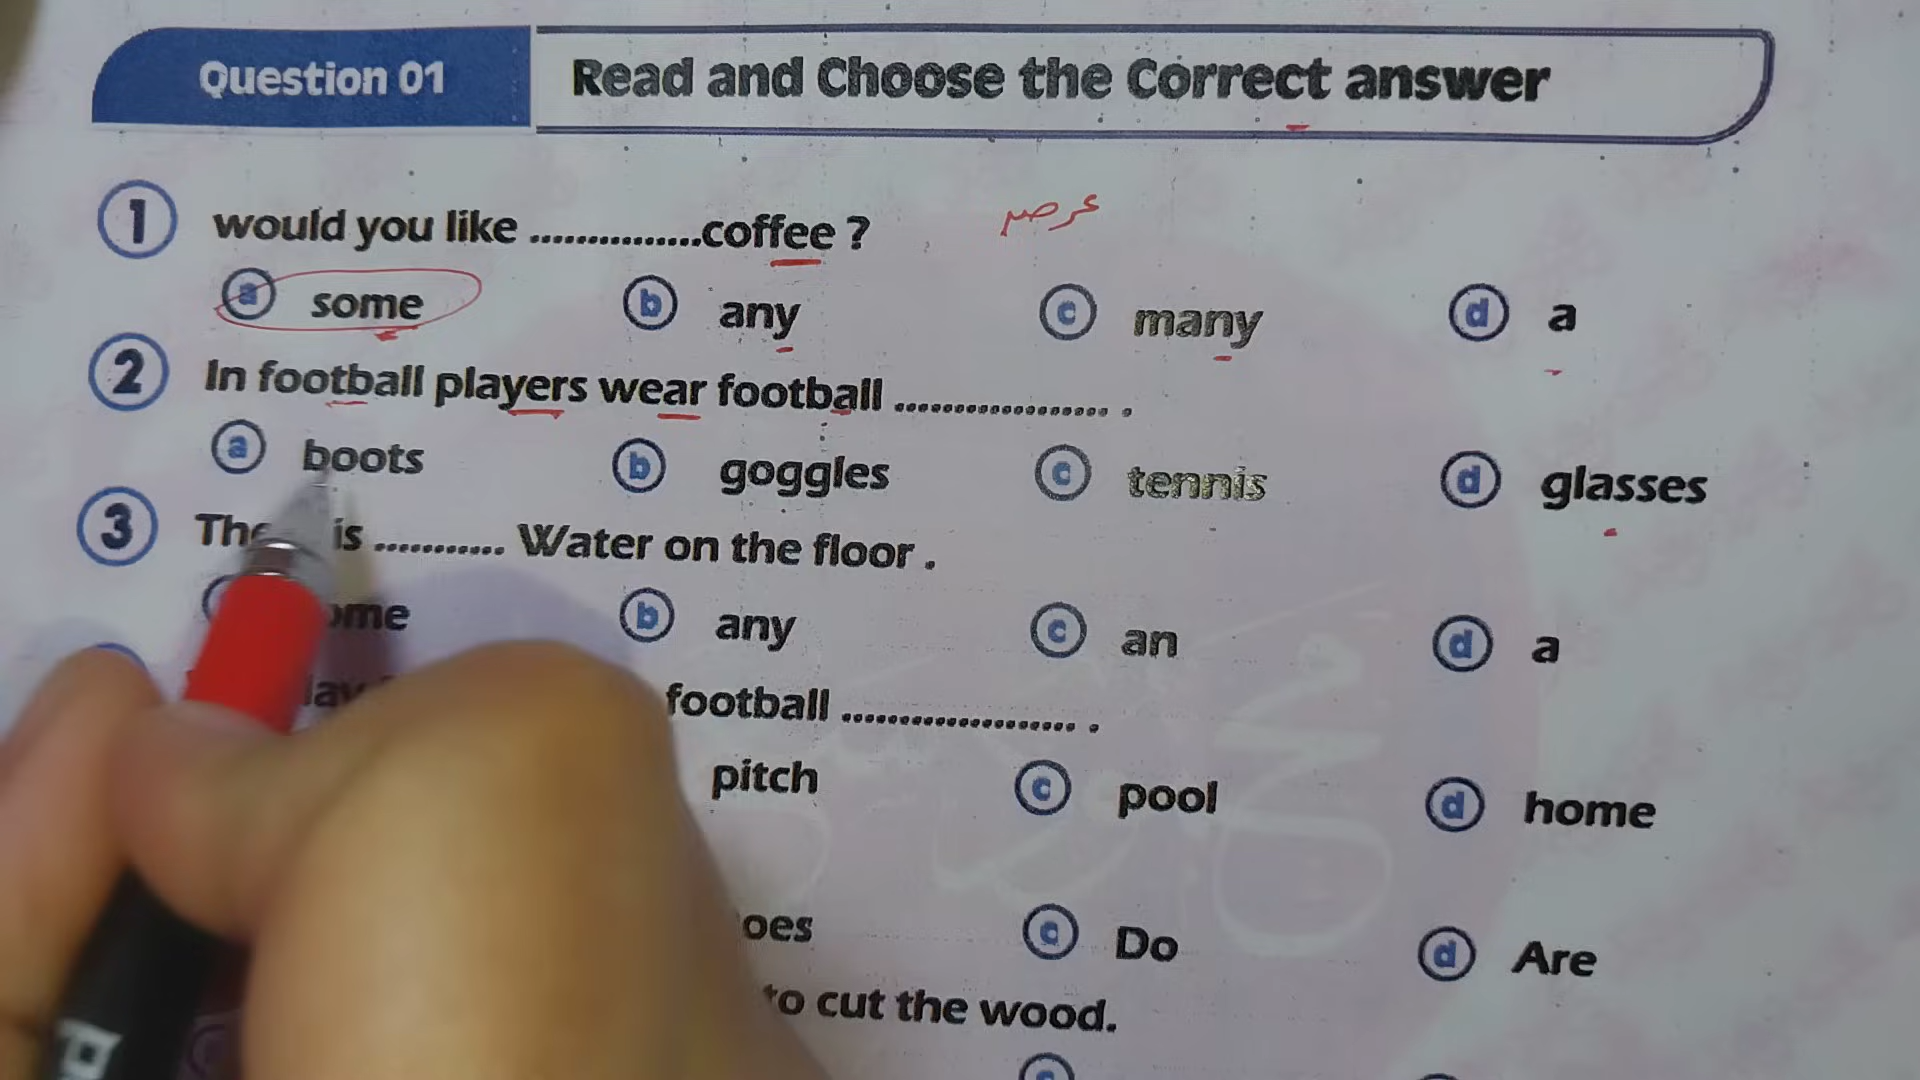 Question 01 Read and Choose the Correct answer
1 would you like ...............coffee ? عرض
a some b any c many d a
2 In football players wear football .................. .
a boots b goggles c tennis d glasses
3 is ........... Water on the floor .
b any c an d a
football .................... .
pitch c pool d home
c Do d Are
to cut the wood.